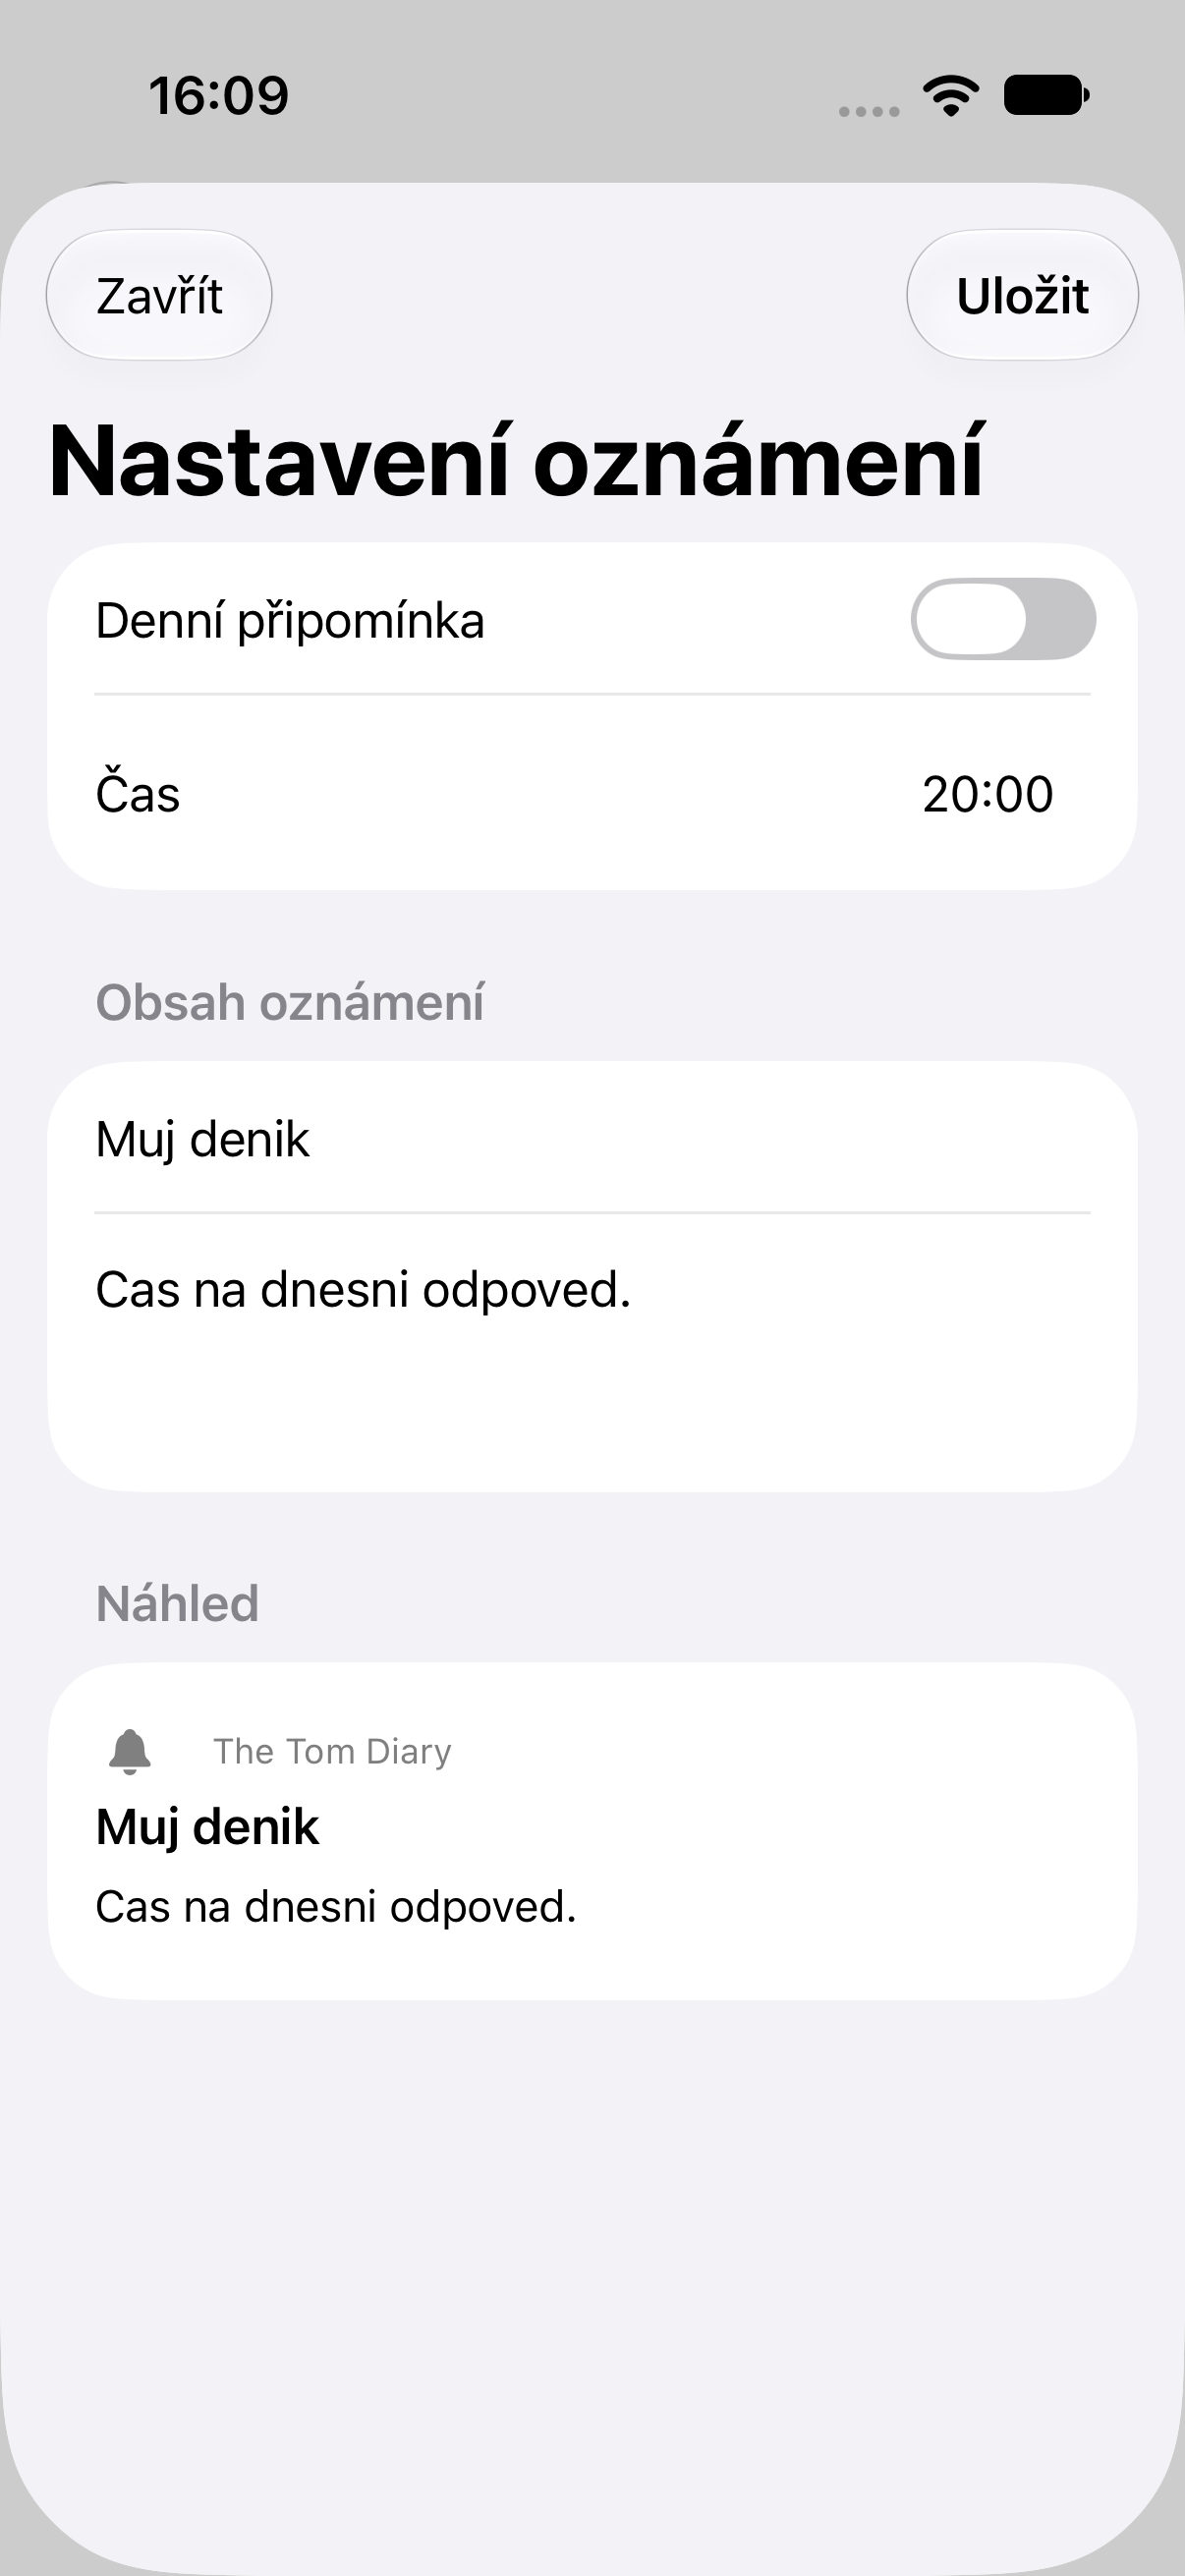 16:09
Zavřít
Uložit
Nastavení oznámení
Denní připomínka
Čas
20:00
Obsah oznámení
Muj denik
Cas na dnesni odpoved.
Náhled
The Tom Diary
Muj denik
Cas na dnesni odpoved.